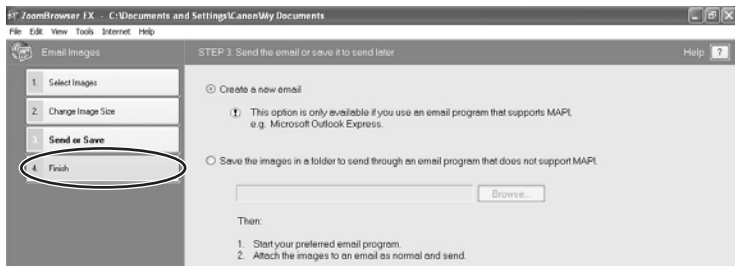 ZoomBrowser EX - C:\Documents and Settings\Canon\My Documents
File Edit View Tools Internet Help
Email Images
STEP 3: Send the email or save it to send later
Help ?
1. Select Images
2. Change Image Size
3. Send or Save
4. Finish
Create a new email
This option is only available if you use an email program that supports MAPI,
e.g. Microsoft Outlook Express.
Save the images in a folder to send through an email program that does not support MAPI.
Browse...
Then:
1. Start your preferred email program.
2. Attach the images to an email as normal and send.